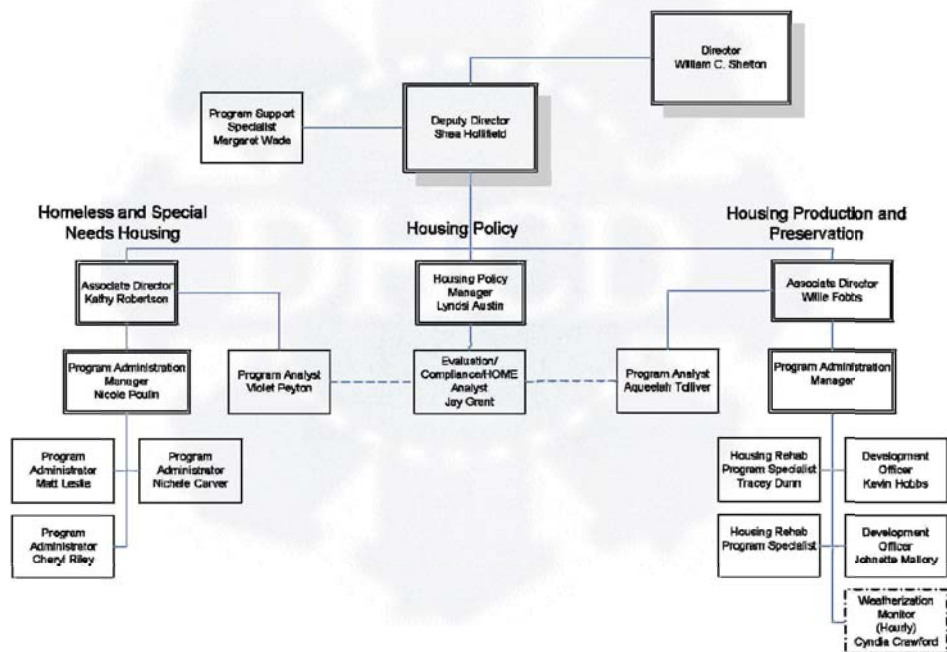 Director
William C. Shelton
Deputy Director
Shea Hollifield
Program Support
Specialist
Margaret Wade
Homeless and Special
Needs Housing
Housing Policy
Housing Production and
Preservation
Associate Director
Kathy Robertson
Housing Policy
Manager
Lyndsi Austin
Associate Director
Willie Fobbs
Program Administration
Manager
Nicole Poulin
Program Analyst
Violet Peyton
Evaluation/
Compliance/HOME
Analyst
Jay Grant
Program Analyst
Aqueelah Tolliver
Program Administration
Manager
Program
Administrator
Matt Leslie
Program
Administrator
Nichele Carver
Housing Rehab
Program Specialist
Tracey Dunn
Development
Officer
Kevin Hobbs
Program
Administrator
Cheryl Riley
Housing Rehab
Program Specialist
Development
Officer
Johnette Mallory
Weatherization
Monitor
(Hourly)
Cyndie Crawford
DHCD